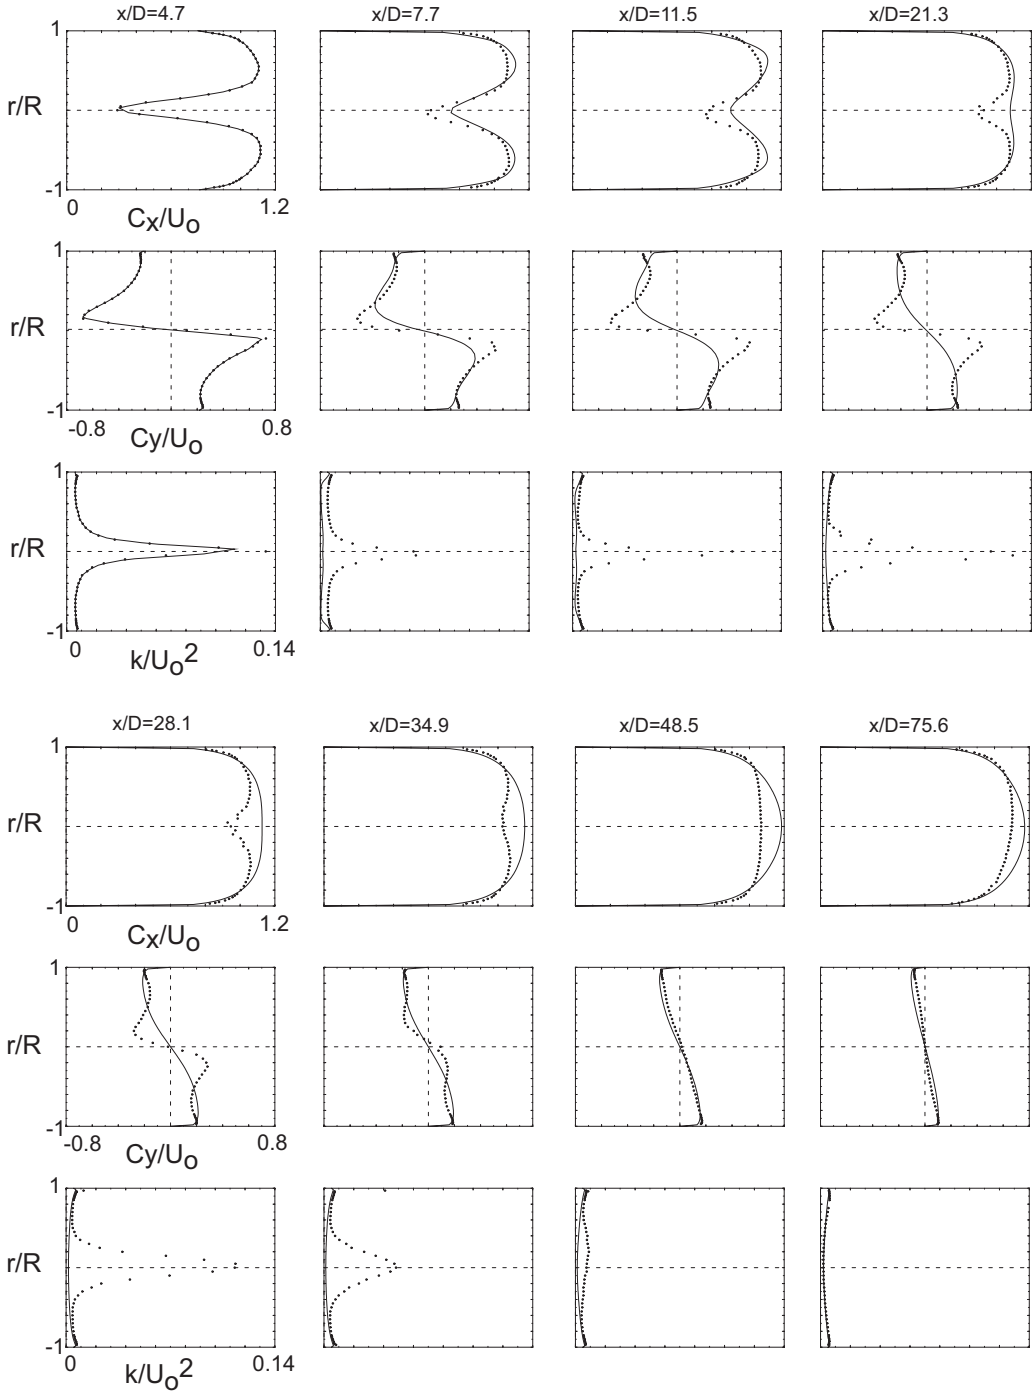 x/D=4.7 x/D=7.7 x/D=11.5 x/D=21.3
1
r/R
-1
0 1.2
Cx/Uo
1
r/R
-1
-0.8 0.8
Cy/Uo
1
r/R
-1
0 0.14
k/Uo2
x/D=28.1 x/D=34.9 x/D=48.5 x/D=75.6
1
r/R
-1
0 1.2
Cx/Uo
1
r/R
-1
-0.8 0.8
Cy/Uo
1
r/R
-1
0 0.14
k/Uo2